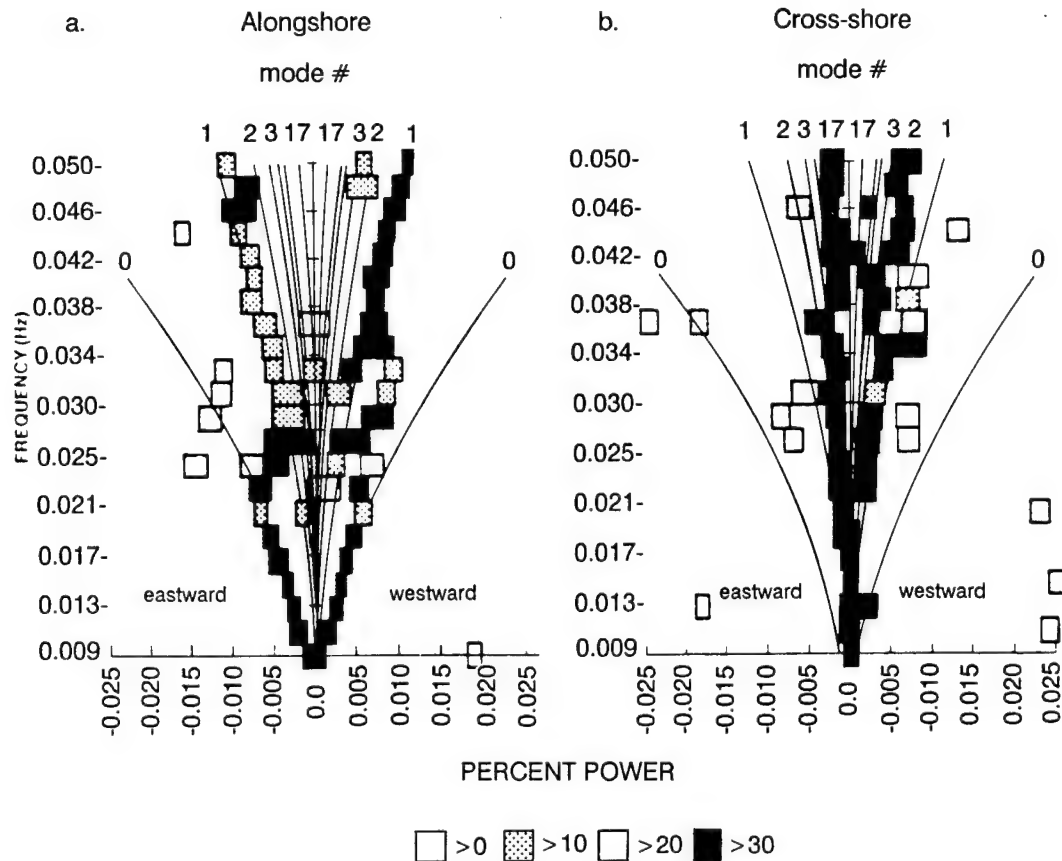 a. Alongshore b. Cross-shore
mode # mode #
1 2 3 17 17 3 2 1 1 2 3 17 17 3 2 1
0.050- 0.050-
0.046- 0.046-
0.042- 0.042-
0 0 0 0
0.038- 0.038-
0.034- 0.034-
FREQUENCY (Hz)
0.030- 0.030-
0.025- 0.025-
0.021- 0.021-
0.017- 0.017-
eastward westward eastward westward
0.013- 0.013-
0.009 0.009
-0.025 -0.020 -0.015 -0.010 -0.005 0.0 0.005 0.010 0.015 0.020 0.025 -0.025 -0.020 -0.015 -0.010 -0.005 0.0 0.005 -0.010 0.015 0.020 0.025
PERCENT POWER
>0 >10 >20 >30